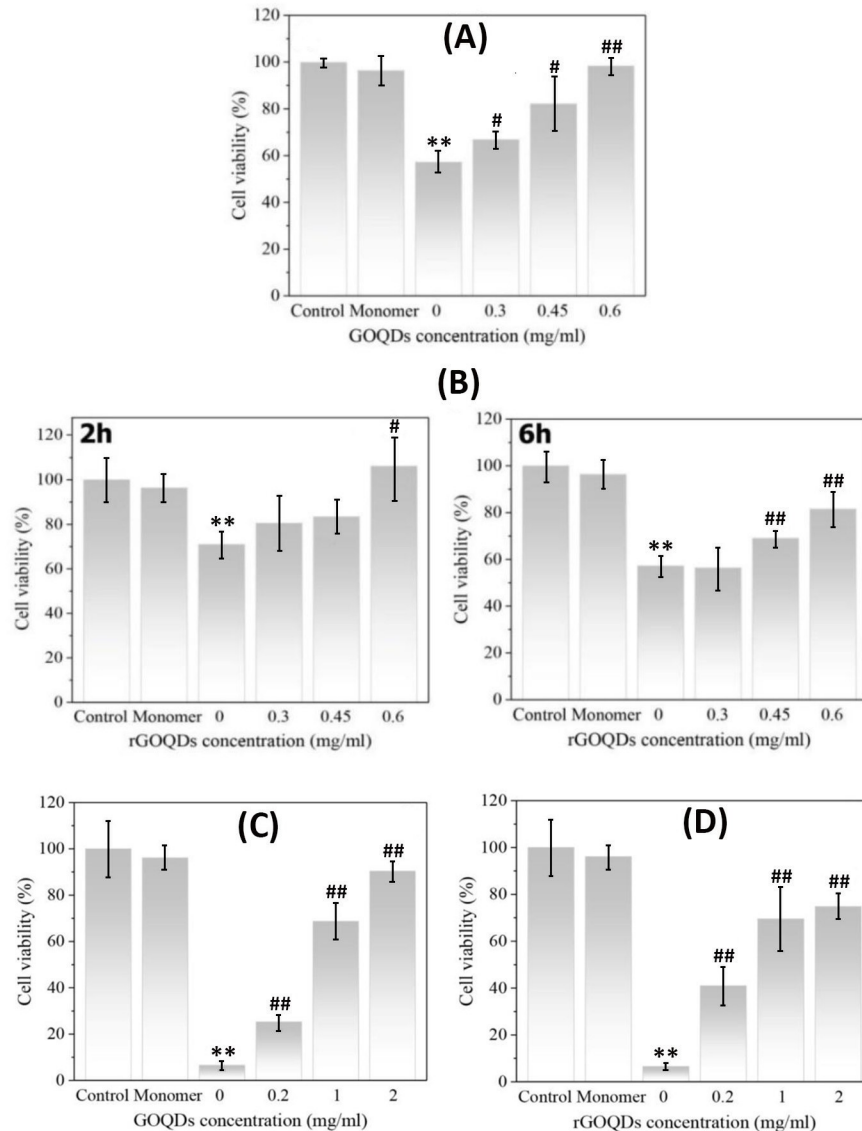 (A)
120
100
80
60
40
20
0
Cell viability (%)
**
#
#
##
Control Monomer 0 0.3 0.45 0.6
GOQDs concentration (mg/ml)
(B)
2h
120
100
80
60
40
20
0
Cell viability (%)
**
#
Control Monomer 0 0.3 0.45 0.6
rGOQDs concentration (mg/ml)
6h
120
100
80
60
40
20
0
Cell viability (%)
**
##
##
Control Monomer 0 0.3 0.45 0.6
rGOQDs concentration (mg/ml)
(C)
120
100
80
60
40
20
0
Cell viability (%)
**
##
##
##
Control Monomer 0 0.2 1 2
GOQDs concentration (mg/ml)
(D)
120
100
80
60
40
20
0
Cell viability (%)
**
##
##
##
Control Monomer 0 0.2 1 2
rGOQDs concentration (mg/ml)